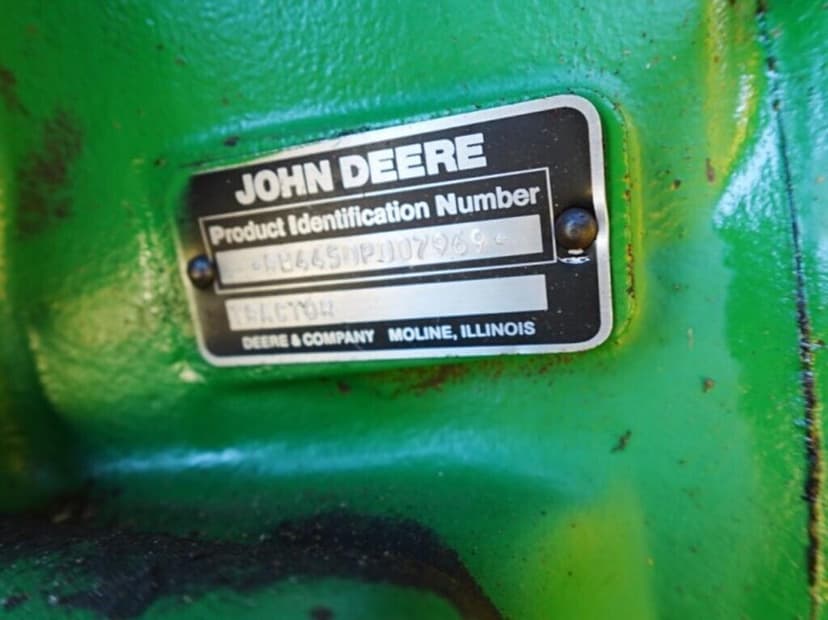 JOHN DEERE
Product Identification Number
TRACTOR
DEERE & COMPANY MOLINE, ILLINOIS